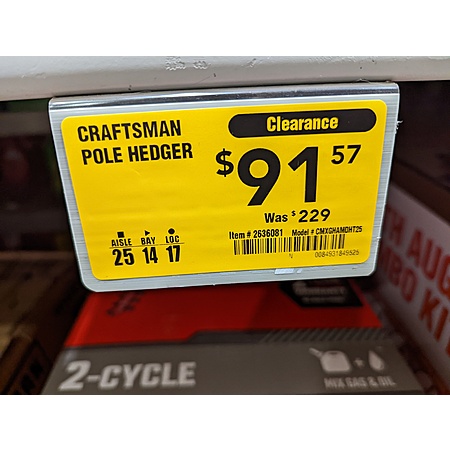 CRAFTSMAN
POLE HEDGER
Clearance
$91 57
Was $229
Item # 2636081 Model # CMXGHAMDHT25
AISLE BAY LOC
25 14 17
2-CYCLE
MIX GAS & OIL